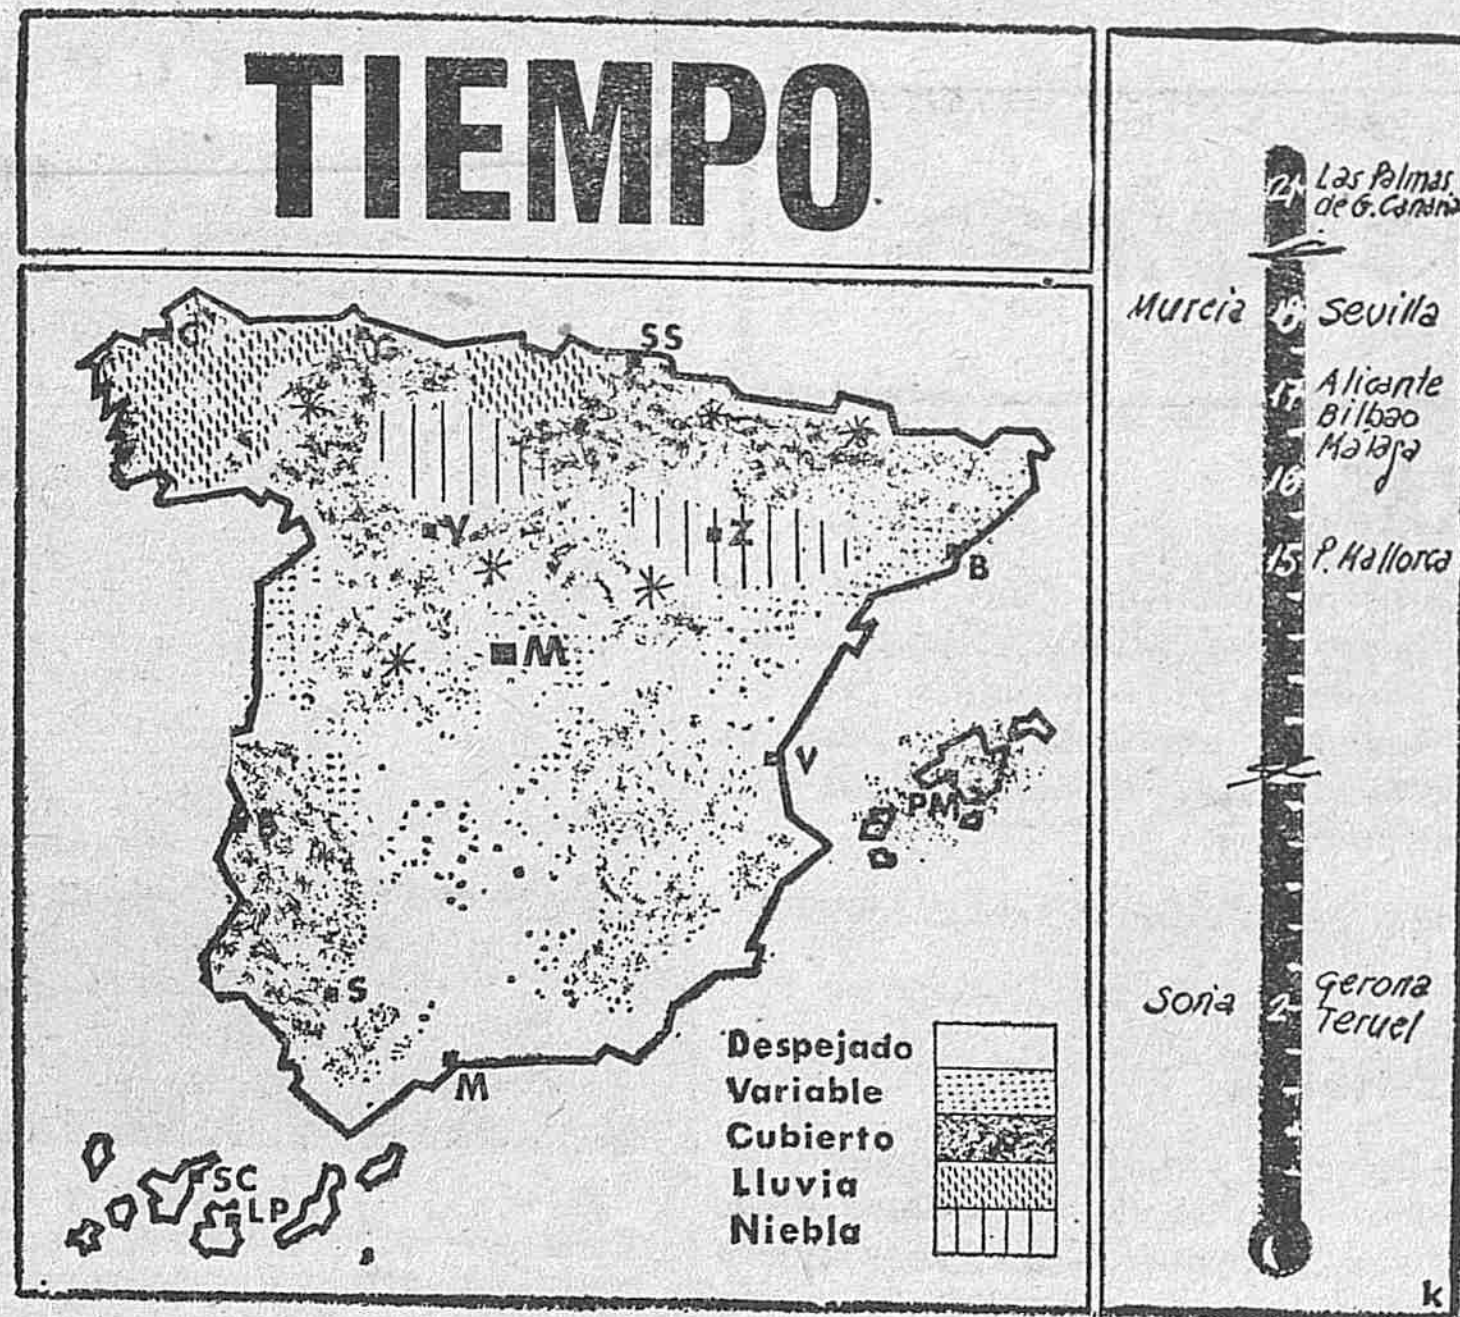 TIEMPO
C
SS
V
Z
B
M
V
PM
B
S
M
SC
LP
Despejado
Variable
Cubierto
Lluvia
Niebla
21 Las Palmas
de G. Canaria
Murcia 18 Sevilla
17 Alicante
Bilbao
Málaga
16
15 P. Mallorca
Soria 2 Gerona
Teruel
k